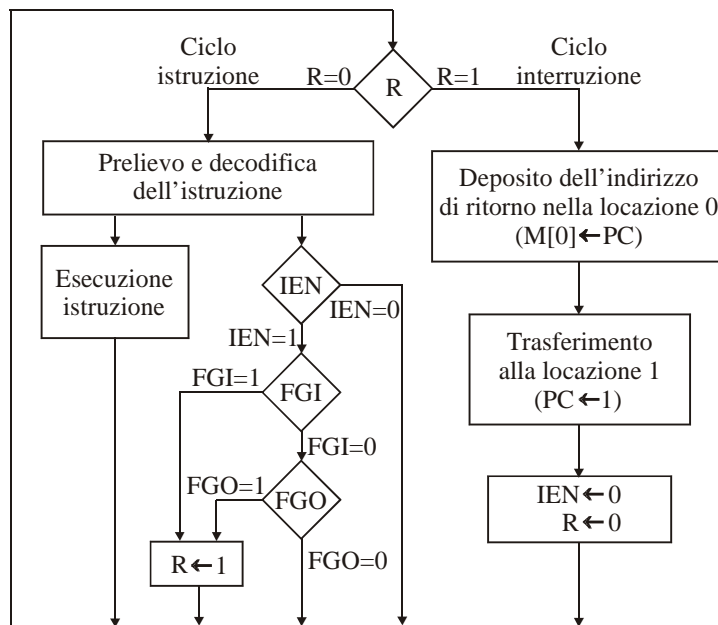 Ciclo
istruzione
Ciclo
interruzione
R=0
R
R=1
Prelievo e decodifica
dell'istruzione
Deposito dell'indirizzo
di ritorno nella locazione 0
(M[0]←PC)
Esecuzione
istruzione
IEN
IEN=0
IEN=1
Trasferimento
alla locazione 1
(PC←1)
FGI=1
FGI
FGI=0
FGO=1
FGO
FGO=0
IEN←0
R←0
R←1